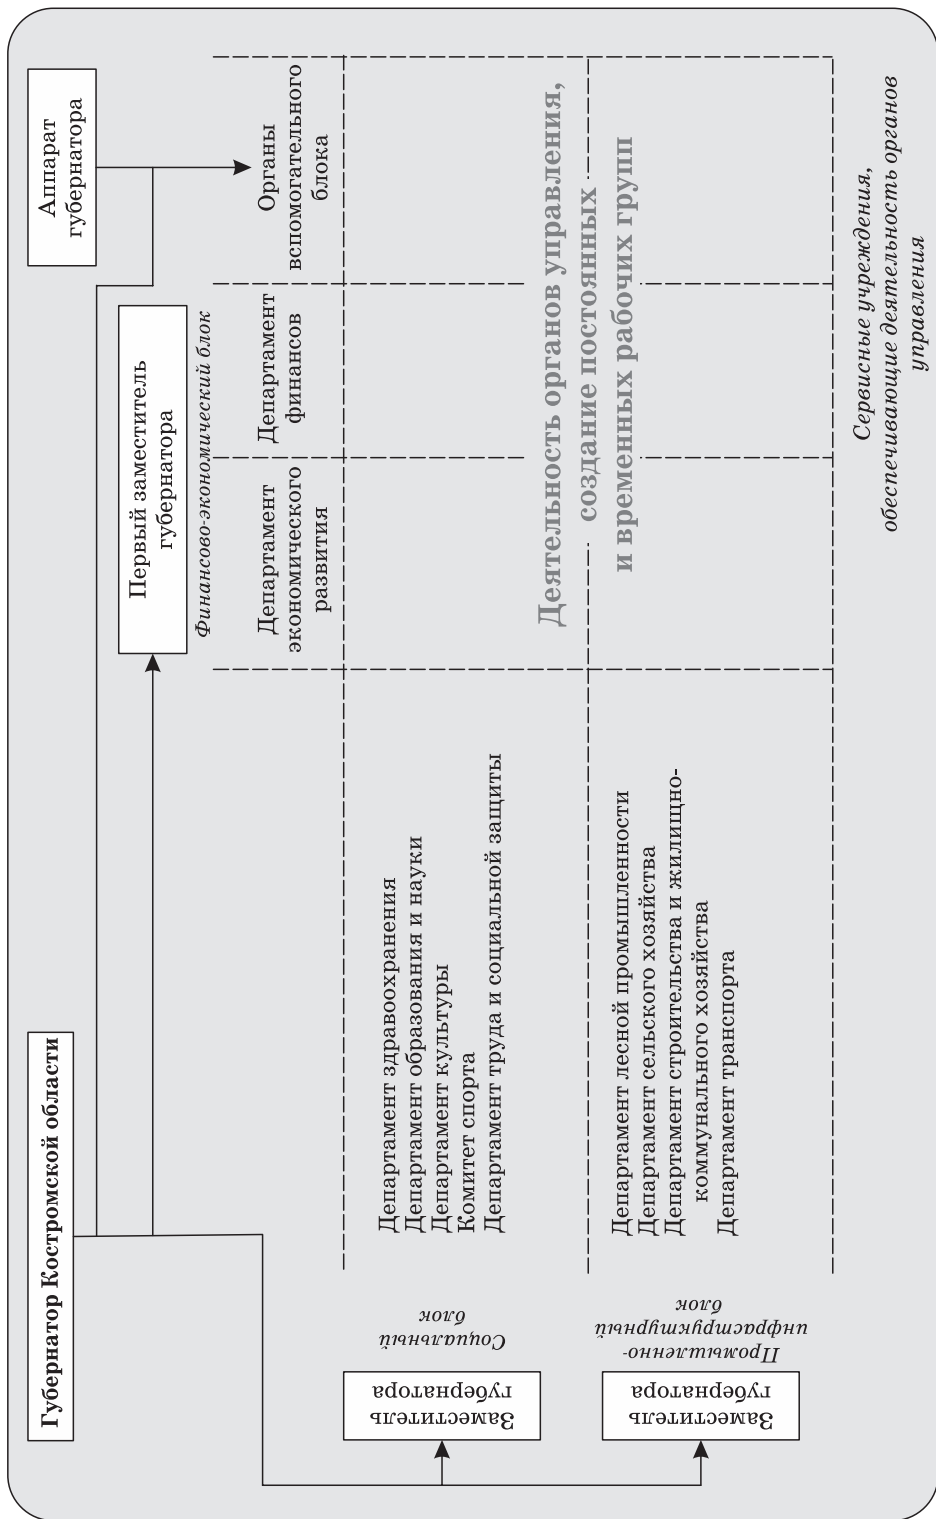 Губернатор Костромской области
Аппарат
губернатора
Первый заместитель
губернатора
Финансово-экономический блок
Департамент
экономического
развития
Департамент
финансов
Органы
вспомогательного
блока
Заместитель
губернатора
Социальный
блок
Департамент здравоохранения
Департамент образования и науки
Департамент культуры
Комитет спорта
Департамент труда и социальной защиты
Деятельность органов управления,
создание постоянных
и временных рабочих групп
Заместитель
губернатора
Промышленно-
инфраструктурный
блок
Департамент лесной промышленности
Департамент сельского хозяйства
Департамент строительства и жилищно-
коммунального хозяйства
Департамент транспорта
Сервисные учреждения,
обеспечивающие деятельность органов
управления